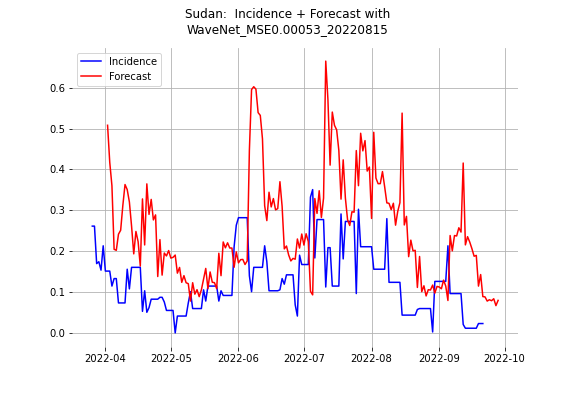 Sudan:  Incidence + Forecast with
WaveNet_MSE0.00053_20220815
Incidence
Forecast
0.6
0.5
0.4
0.3
0.2
0.1
0.0
2022-04 2022-05 2022-06 2022-07 2022-08 2022-09 2022-10